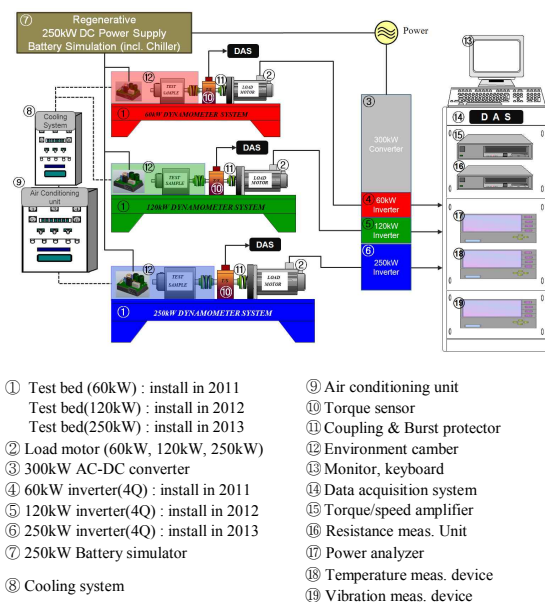 ⑦ Regenerative
250kW DC Power Supply
Battery Simulation (incl. Chiller)
Power
⑬
DAS
⑫
TEST
SAMPLE
⑩
⑪
LOAD
MOTOR
②
① 60kW DYNAMOMETER SYSTEM
⑧
Cooling
System
③
300kW
Converter
⑭ D A S
⑮
⑯
DAS
⑫
TEST
SAMPLE
⑩
⑪
LOAD
MOTOR
②
① 120kW DYNAMOMETER SYSTEM
⑨
Air Conditioning
unit
④ 60kW
Inverter
⑤ 120kW
Inverter
⑥ 250kW
Inverter
⑰
⑱
⑲
DAS
⑫
TEST
SAMPLE
⑩
⑪
LOAD
MOTOR
②
① 250kW DYNAMOMETER SYSTEM
① Test bed (60kW) : install in 2011
Test bed(120kW) : install in 2012
Test bed(250kW) : install in 2013
② Load motor (60kW, 120kW, 250kW)
③ 300kW AC-DC converter
④ 60kW inverter(4Q) : install in 2011
⑤ 120kW inverter(4Q) : install in 2012
⑥ 250kW inverter(4Q) : install in 2013
⑦ 250kW Battery simulator
⑧ Cooling system
⑨ Air conditioning unit
⑩ Torque sensor
⑪ Coupling & Burst protector
⑫ Environment camber
⑬ Monitor, keyboard
⑭ Data acquisition system
⑮ Torque/speed amplifier
⑯ Resistance meas. Unit
⑰ Power analyzer
⑱ Temperature meas. device
⑲ Vibration meas. device